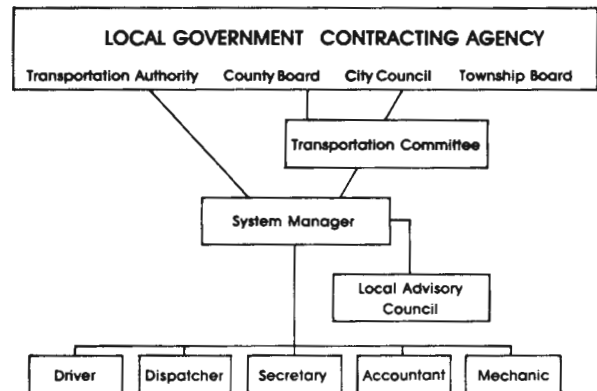 LOCAL GOVERNMENT CONTRACTING AGENCY
Transportation Authority County Board City Council Township Board
Transportation Committee
System Manager
Local Advisory
Council
Driver Dispatcher Secretary Accountant Mechanic